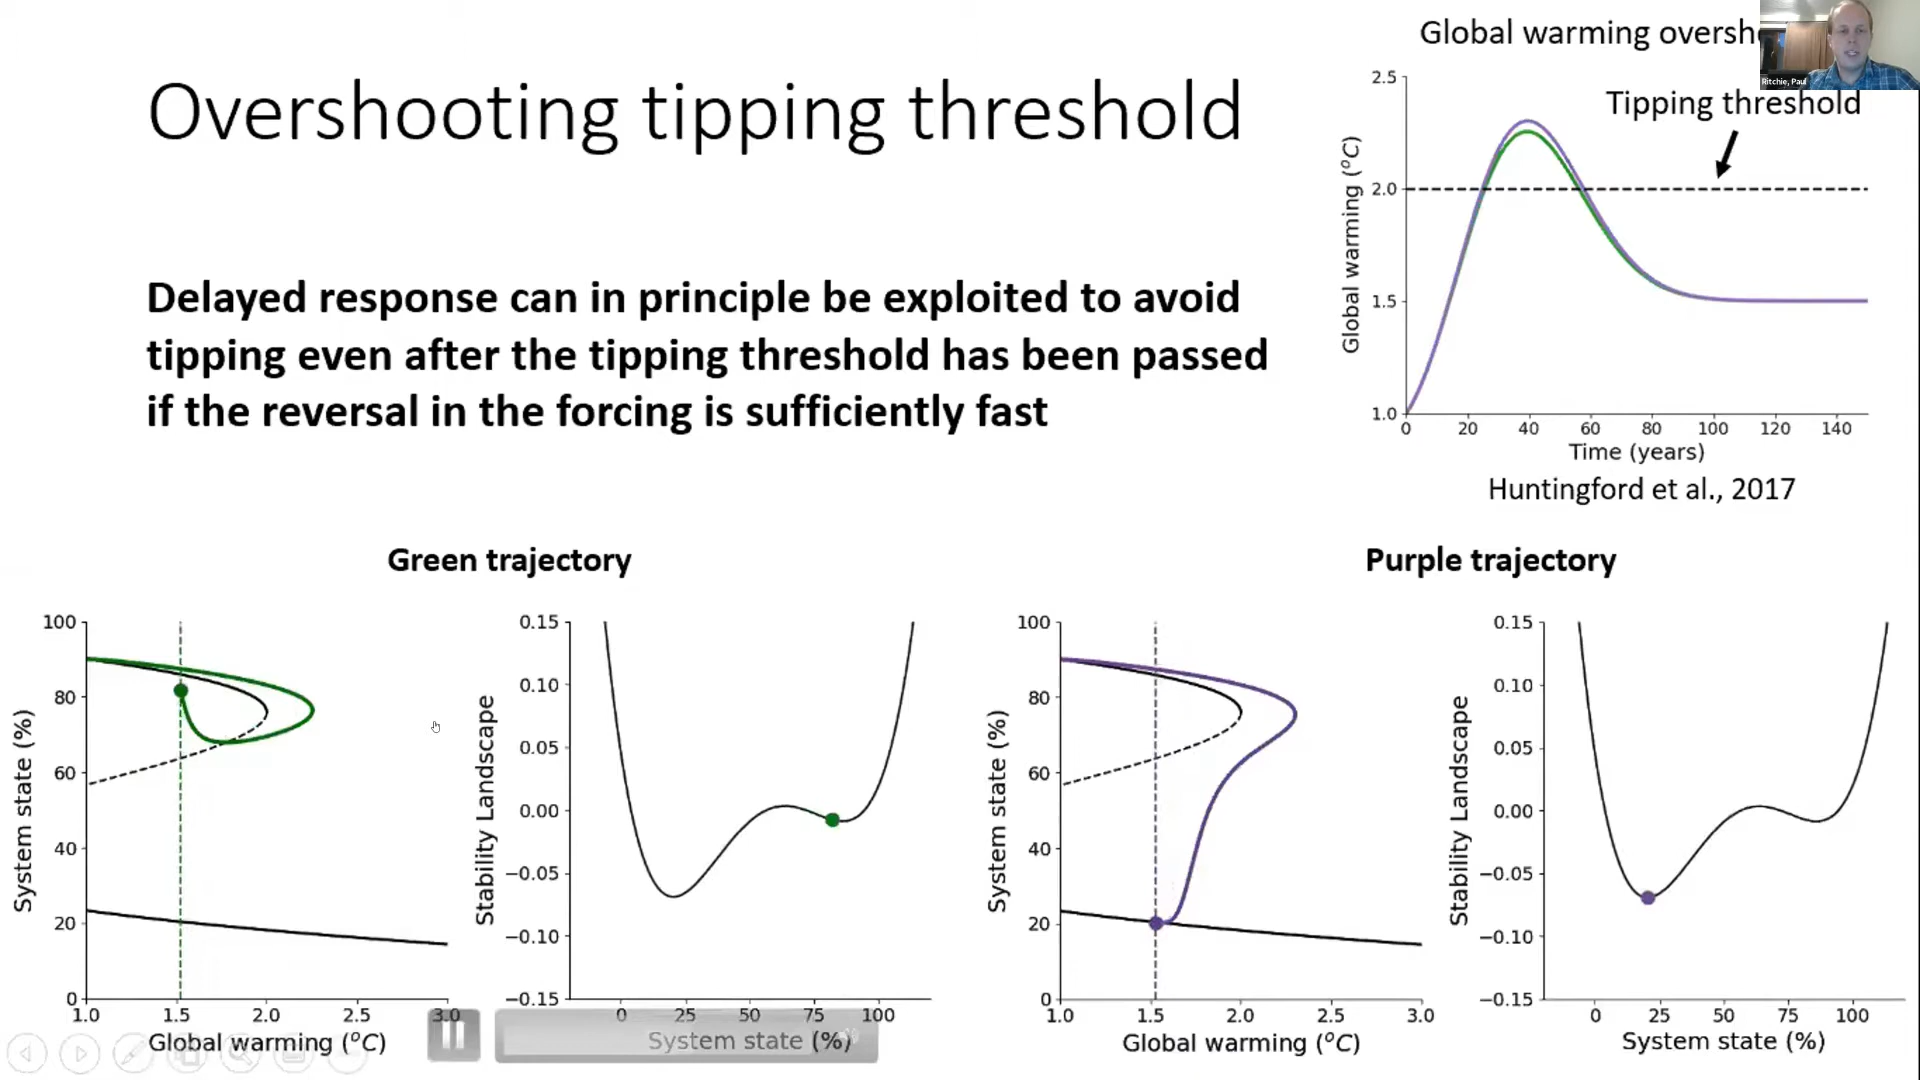 Global warming oversh
Ritchie, Paul
Overshooting tipping threshold
Delayed response can in principle be exploited to avoid
tipping even after the tipping threshold has been passed
if the reversal in the forcing is sufficiently fast
2.5
2.0
1.5
1.0
Global warming (°C)
Tipping threshold
0 20 40 60 80 100 120 140
Time (years)
Huntingford et al., 2017
Green trajectory
100
80
60
40
20
0
System state (%)
1.0 1.5 2.0 2.5 3.0
Global warming (°C)
0.15
0.10
0.05
0.00
−0.05
−0.10
−0.15
Stability Landscape
0 25 50 75 100
System state (%)
Purple trajectory
100
80
60
40
20
0
System state (%)
1.0 1.5 2.0 2.5 3.0
Global warming (°C)
0.15
0.10
0.05
0.00
−0.05
−0.10
−0.15
Stability Landscape
0 25 50 75 100
System state (%)